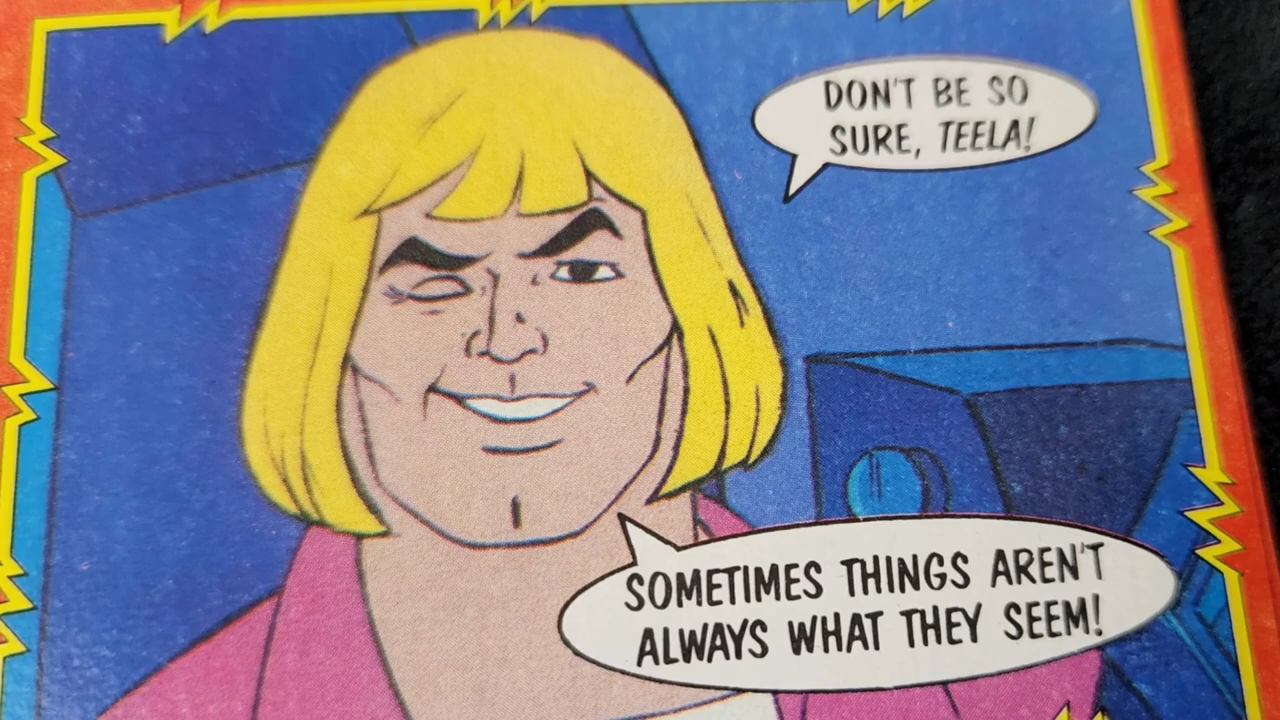 DON'T BE SO
SURE, TEELA!
SOMETIMES THINGS AREN'T
ALWAYS WHAT THEY SEEM!